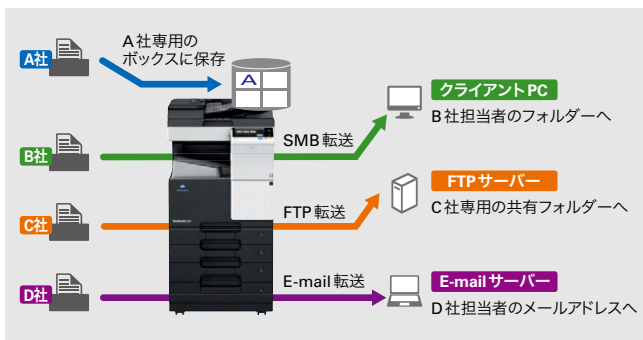 A社
A社専用の
ボックスに保存
A
クライアントPC
B社担当者のフォルダーへ
B社
SMB転送
FTPサーバー
C社専用の共有フォルダーへ
C社
FTP転送
E-mailサーバー
D社担当者のメールアドレスへ
D社
E-mail転送